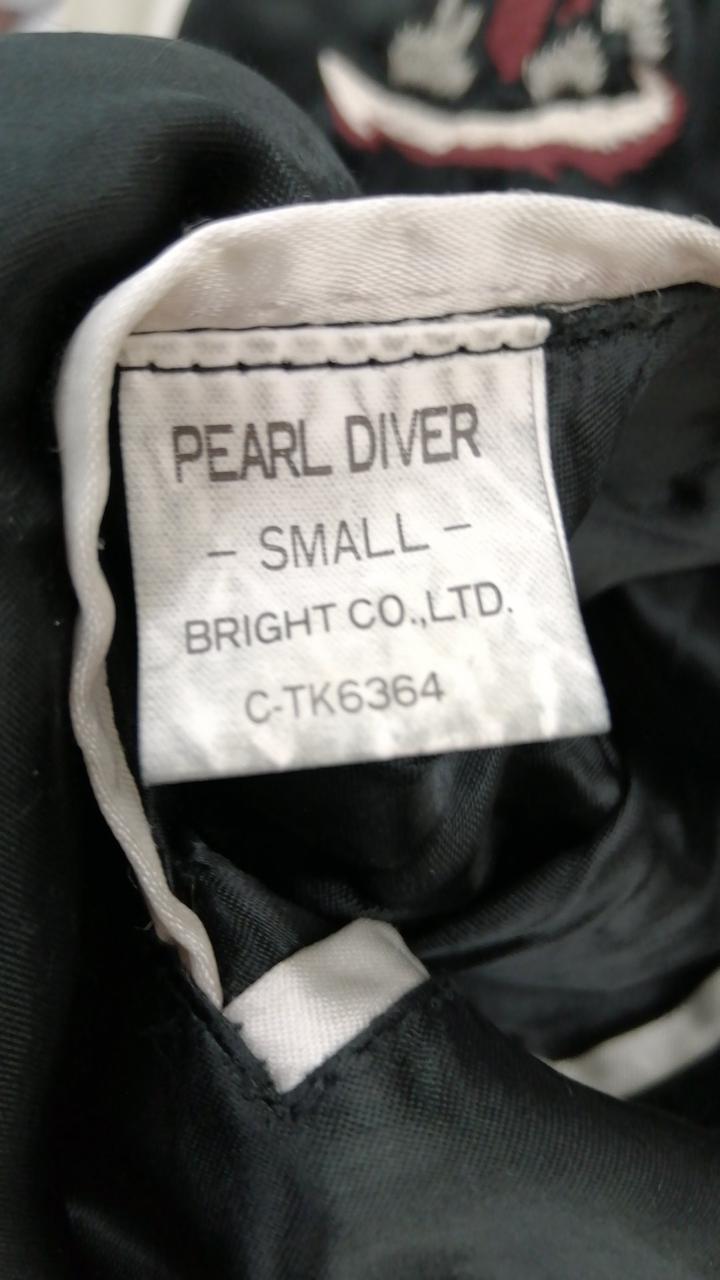 PEARL DIVER
– SMALL –
BRIGHT CO.,LTD.
C-TK6364